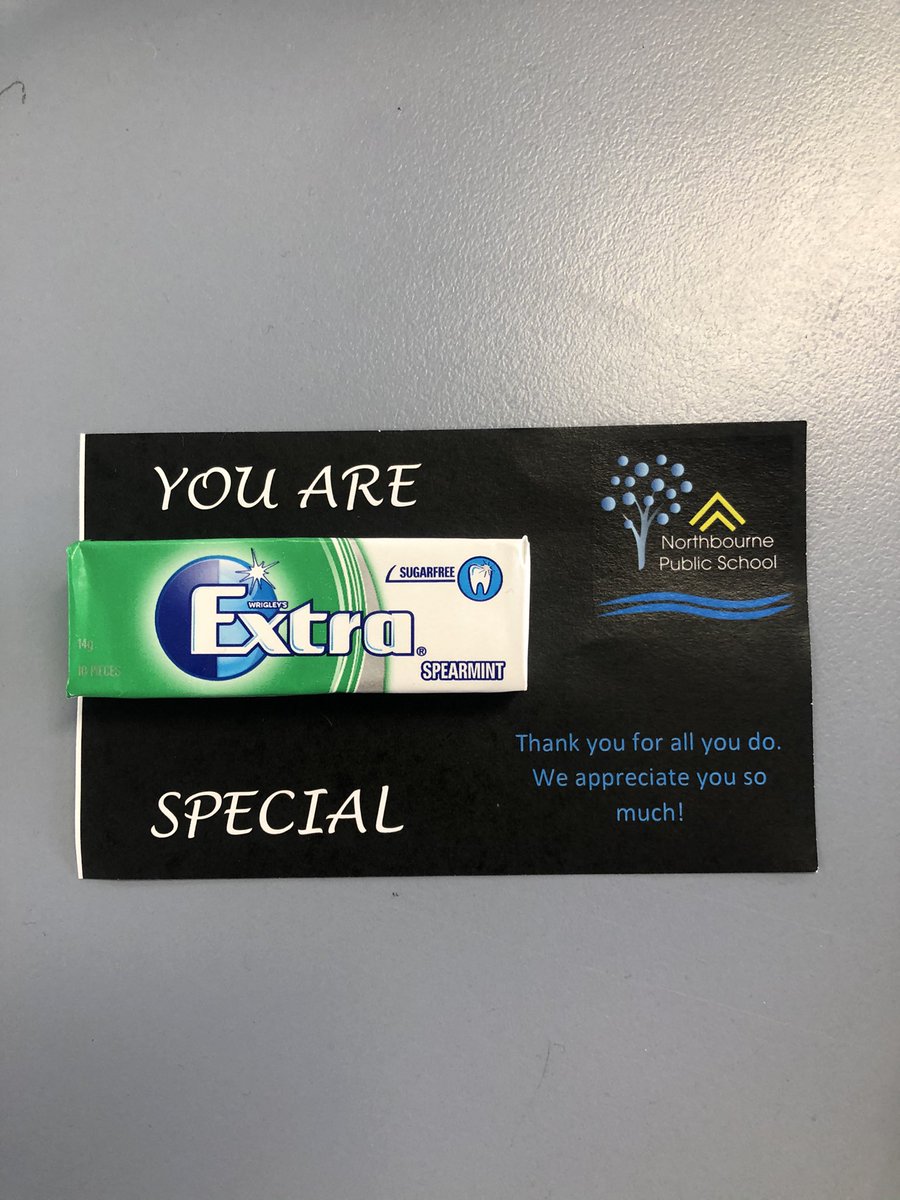 YOU ARE
Northbourne
Public School
SUGARFREE
WRIGLEY'S
Extra®
SPEARMINT
14g
10 PIECES
Thank you for all you do.
We appreciate you so
much!
SPECIAL